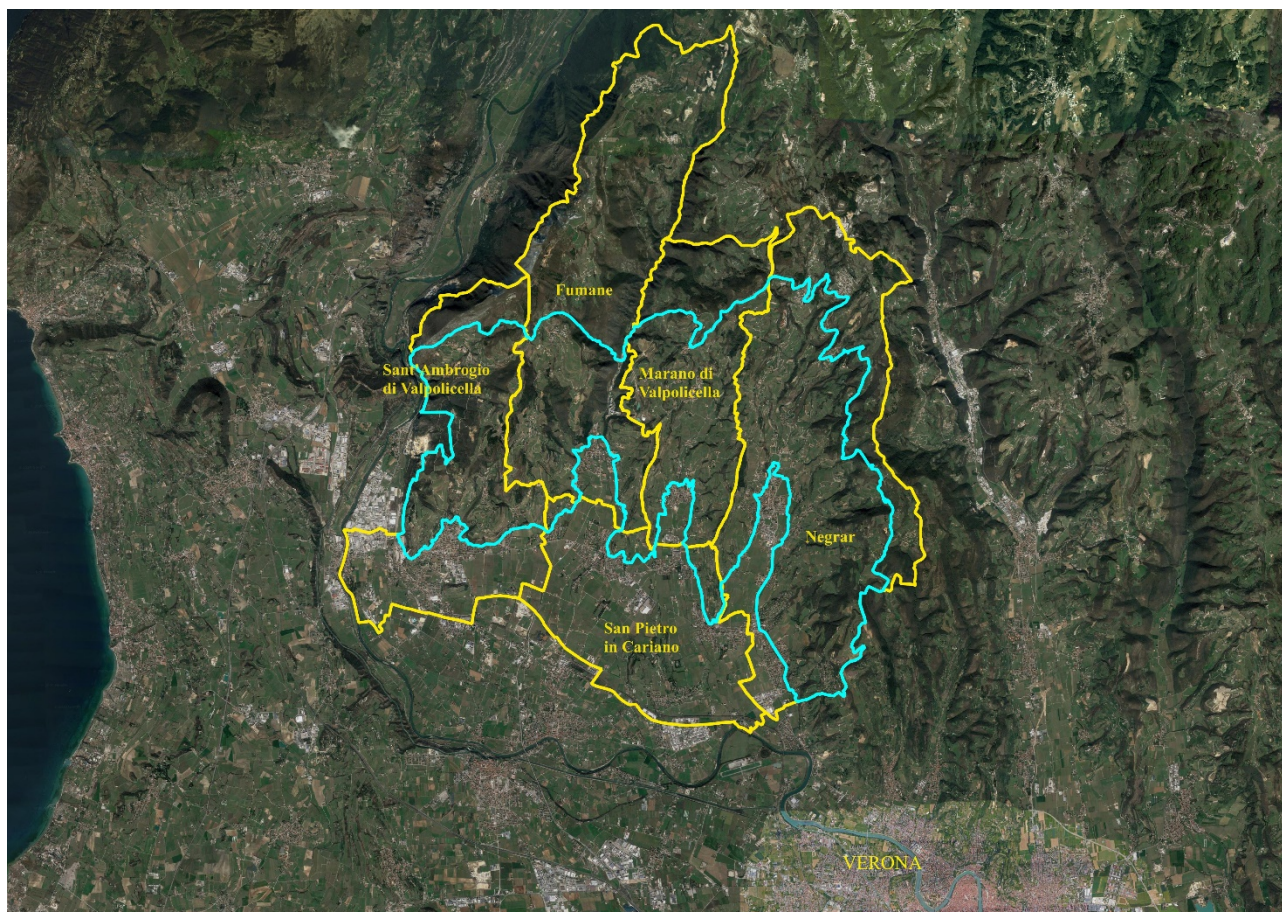 Fumane
Sant'Ambrogio
di Valpolicella
Marano di
Valpolicella
Negrar
San Pietro
in Cariano
VERONA